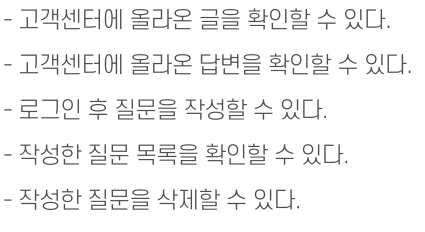 - 고객센터에 올라온 글을 확인할 수 있다.
- 고객센터에 올라온 답변을 확인할 수 있다.
- 로그인 후 질문을 작성할 수 있다.
- 작성한 질문 목록을 확인할 수 있다.
- 작성한 질문을 삭제할 수 있다.